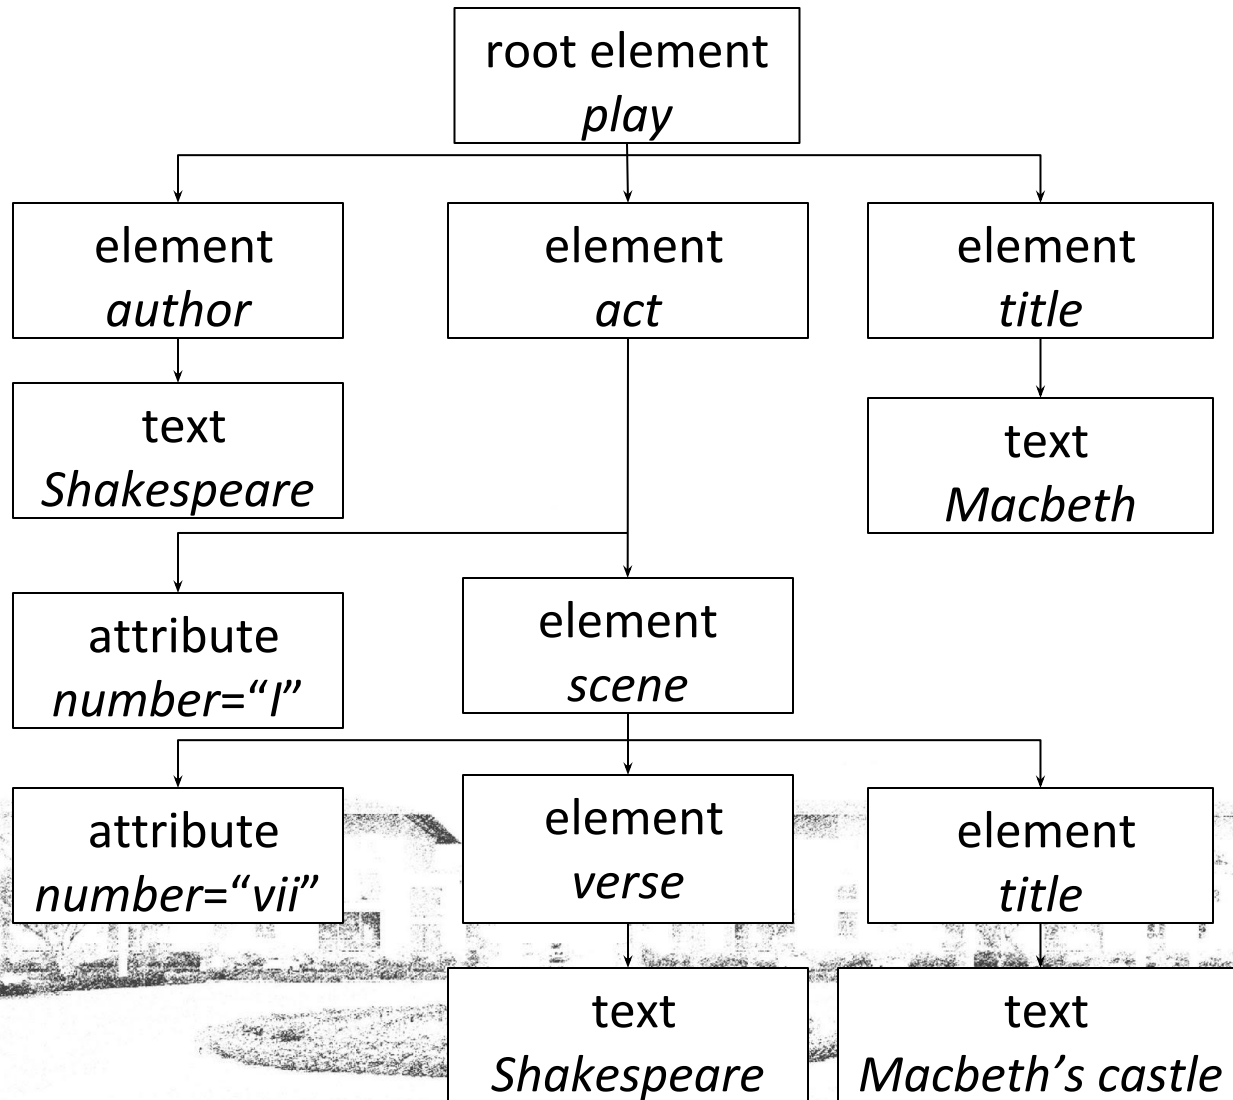 root element
play
element
author
element
act
element
title
text
Shakespeare
text
Macbeth
attribute
number=“I”
element
scene
attribute
number=“vii”
element
verse
element
title
text
Shakespeare
text
Macbeth’s castle